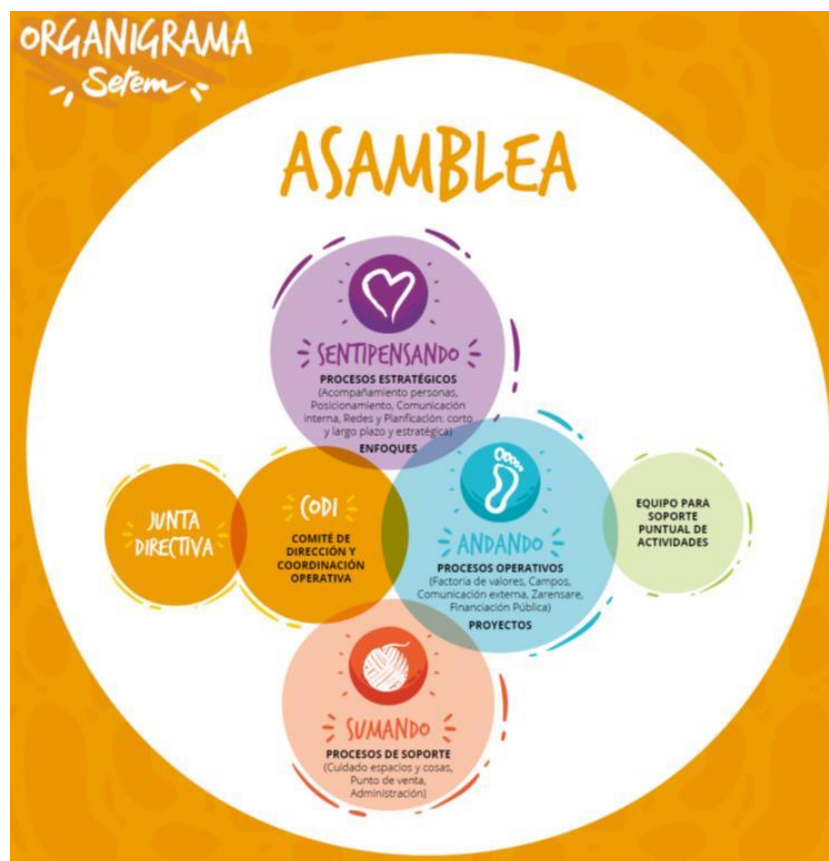 ORGANIGRAMA
Setem
ASAMBLEA
SENTIPENSANDO
PROCESOS ESTRATÉGICOS
(Acompañamiento personas,
Posicionamiento, Comunicación
interna, Redes y Planficación: corto
y largo plazo y estratégica)
ENFOQUES
JUNTA
DIRECTIVA
CODI
COMITÉ DE
DIRECCIÓN Y
COORDINACIÓN
OPERATIVA
ANDANDO
PROCESOS OPERATIVOS
(Factoría de valores, Campos,
Comunicación externa, Zarensare,
Financiación Pública)
PROYECTOS
EQUIPO PARA
SOPORTE
PUNTUAL DE
ACTIVIDADES
SUMANDO
PROCESOS DE SOPORTE
(Cuidado espacios y cosas,
Punto de venta,
Administración)